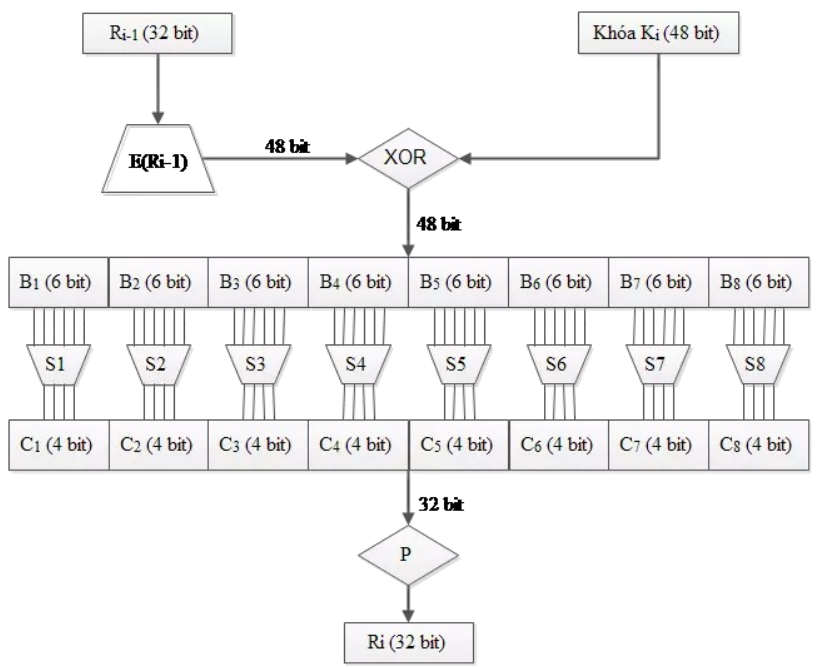 Ri-1 (32 bit)
Khóa Ki (48 bit)
E(Ri-1)
48 bit
XOR
48 bit
B1 (6 bit) B2 (6 bit) B3 (6 bit) B4 (6 bit) B5 (6 bit) B6 (6 bit) B7 (6 bit) B8 (6 bit)
S1 S2 S3 S4 S5 S6 S7 S8
C1 (4 bit) C2 (4 bit) C3 (4 bit) C4 (4 bit) C5 (4 bit) C6 (4 bit) C7 (4 bit) C8 (4 bit)
32 bit
P
Ri (32 bit)